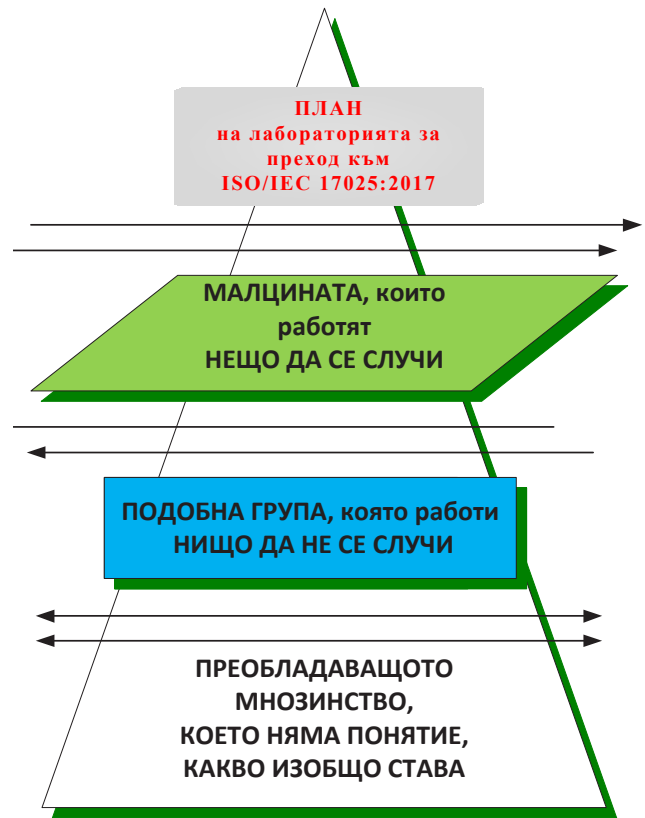 ПЛАН
на лабораторията за
преход към
ISO/IEC 17025:2017
МАЛЦИНАТА, които
работят
НЕЩО ДА СЕ СЛУЧИ
ПОДОБНА ГРУПА, която работи
НИЩО ДА НЕ СЕ СЛУЧИ
ПРЕОБЛАДАВАЩОТО
МНОЗИНСТВО,
КОЕТО НЯМА ПОНЯТИЕ,
КАКВО ИЗОБЩО СТАВА